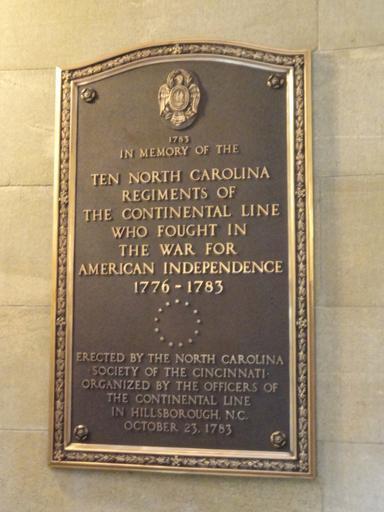 1783
IN MEMORY OF THE
TEN NORTH CAROLINA
REGIMENTS OF
THE CONTINENTAL LINE
WHO FOUGHT IN
THE WAR FOR
AMERICAN INDEPENDENCE
1776 - 1783
ERECTED BY THE NORTH CAROLINA
SOCIETY OF THE CINCINNATI
ORGANIZED BY THE OFFICERS OF
THE CONTINENTAL LINE
IN HILLSBOROUGH, N.C.
OCTOBER 23, 1783